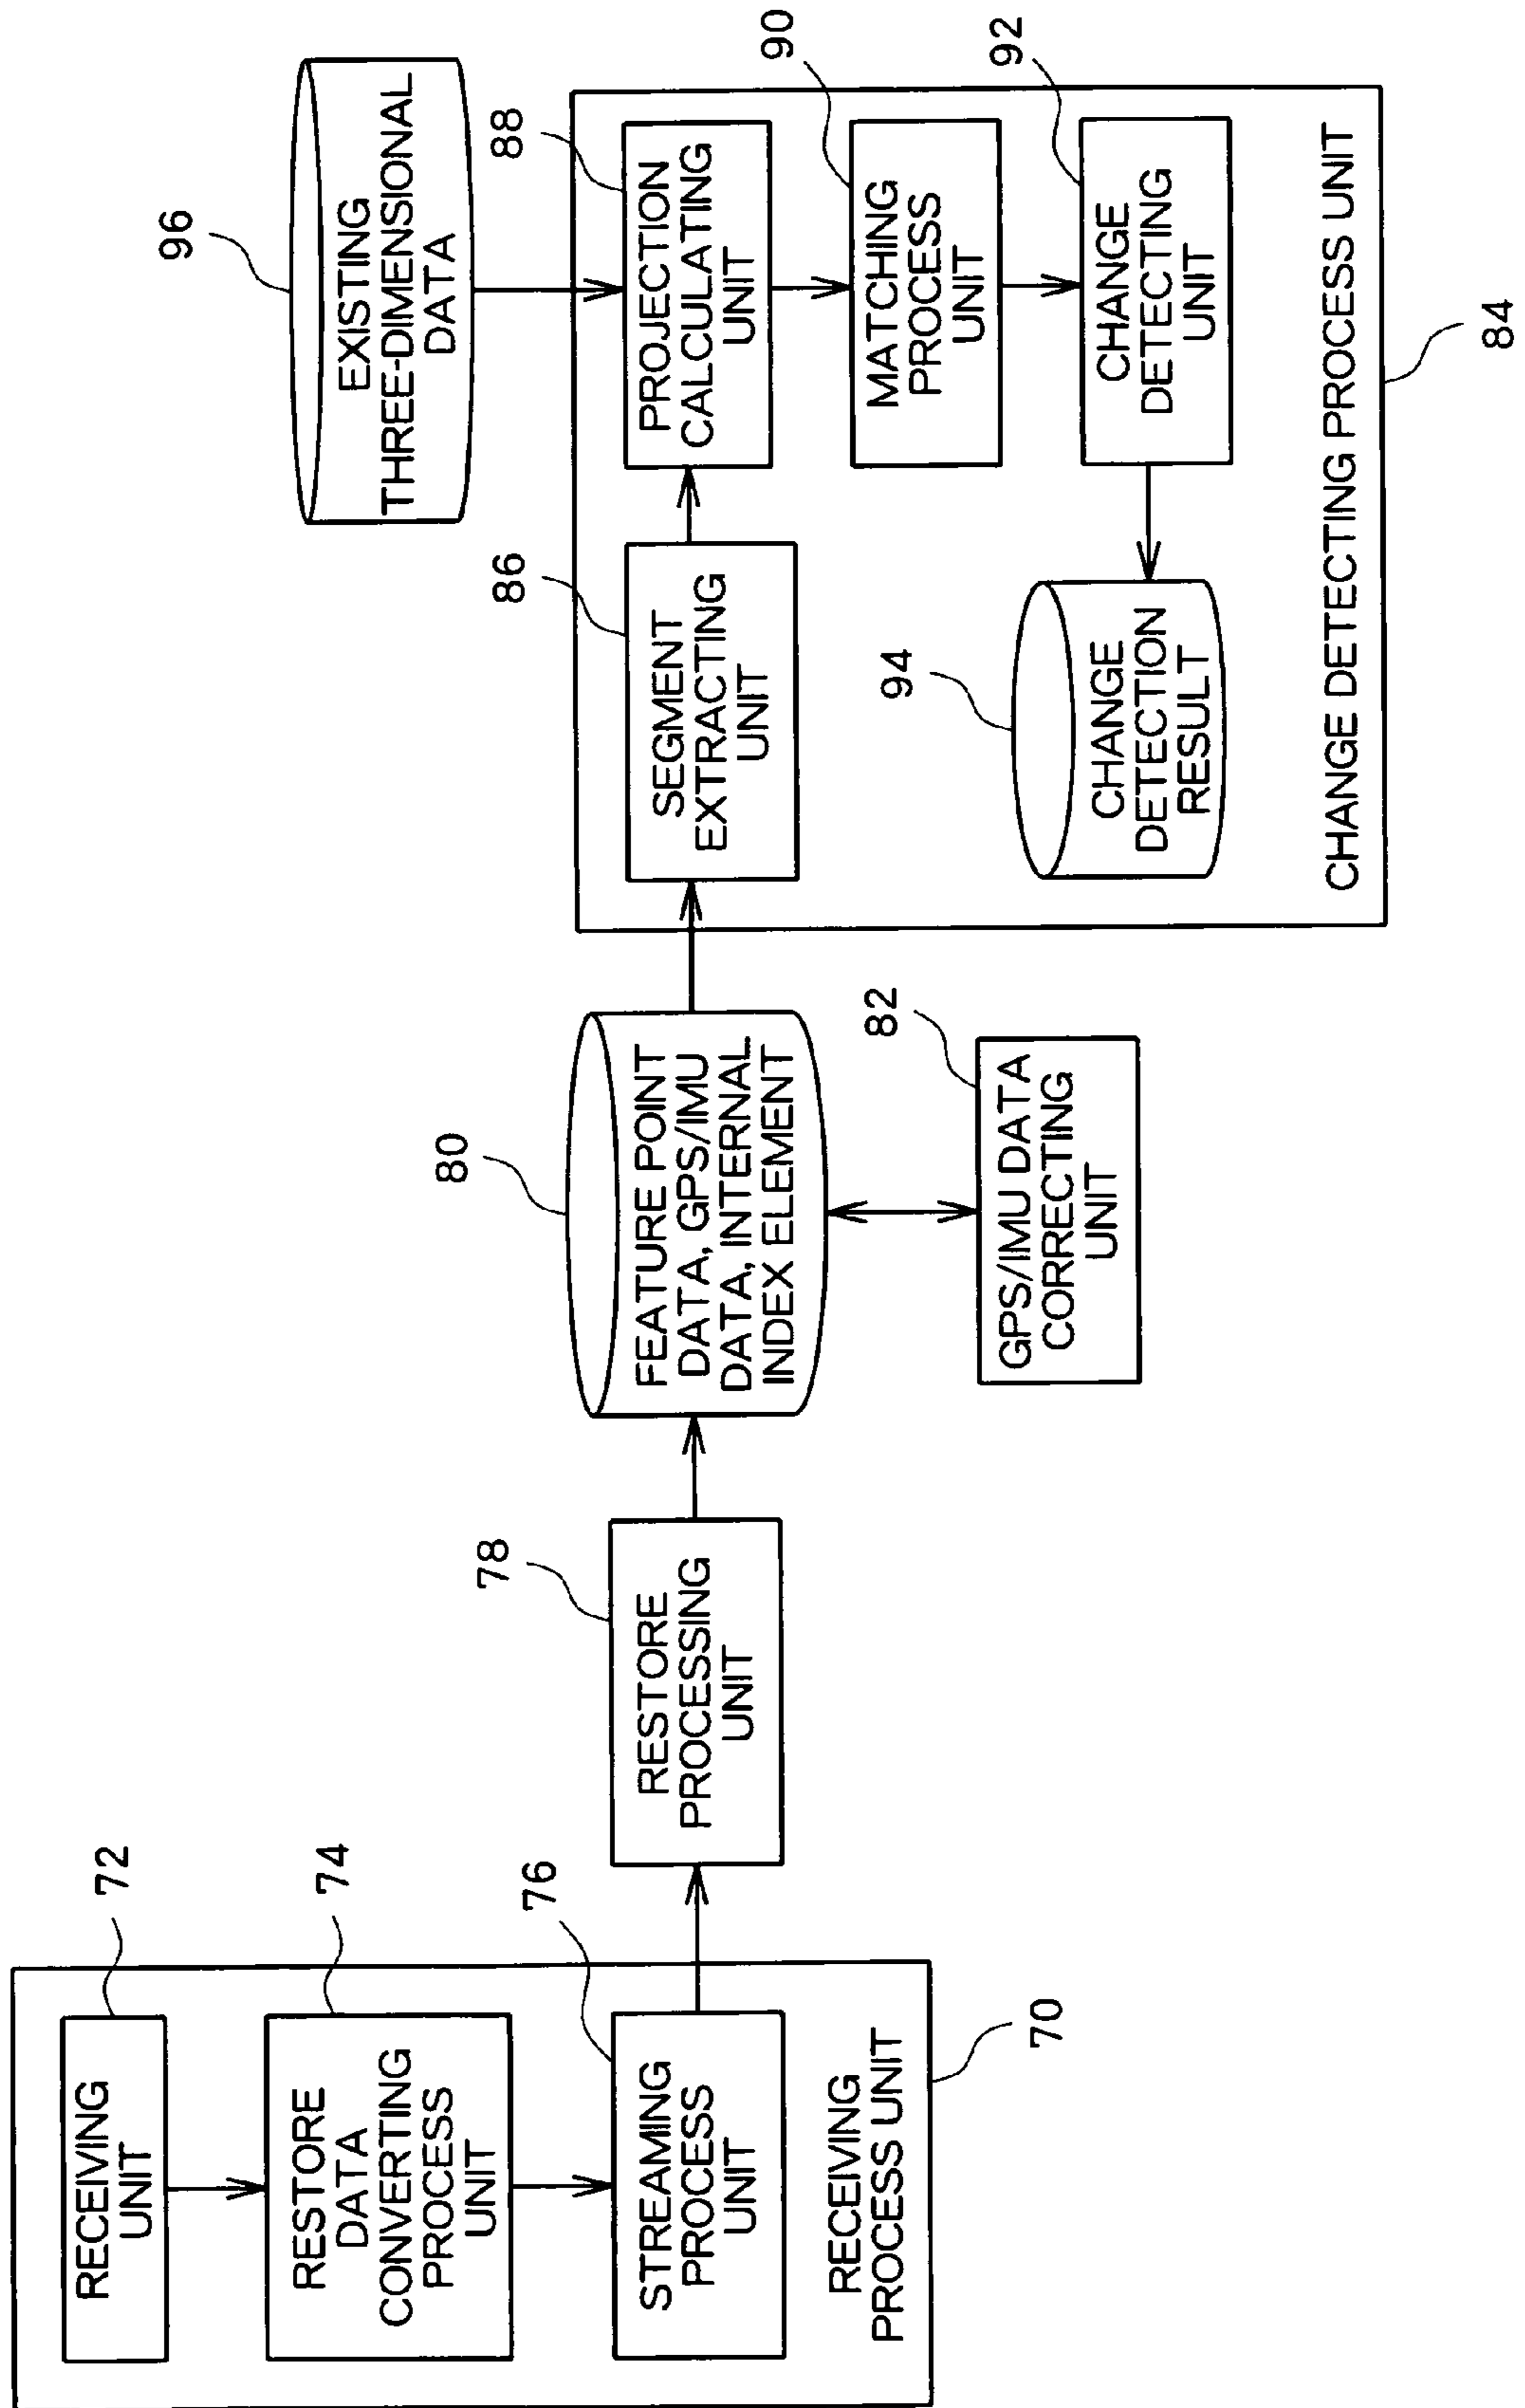 72
RECEIVING
UNIT
74
RESTORE
DATA
CONVERTING
PROCESS
UNIT
76
STREAMING
PROCESS
UNIT
RECEIVING
PROCESS UNIT
70
78
RESTORE
PROCESSING
UNIT
80
FEATURE POINT
DATA, GPS/IMU
DATA, INTERNAL
INDEX ELEMENT
82
GPS/IMU DATA
CORRECTING
UNIT
96
EXISTING
THREE-DIMENSIONAL
DATA
86
SEGMENT
EXTRACTING
UNIT
88
PROJECTION
CALCULATING
UNIT
90
MATCHING
PROCESS
UNIT
92
CHANGE
DETECTING
UNIT
94
CHANGE
DETECTION
RESULT
CHANGE DETECTING PROCESS UNIT
84